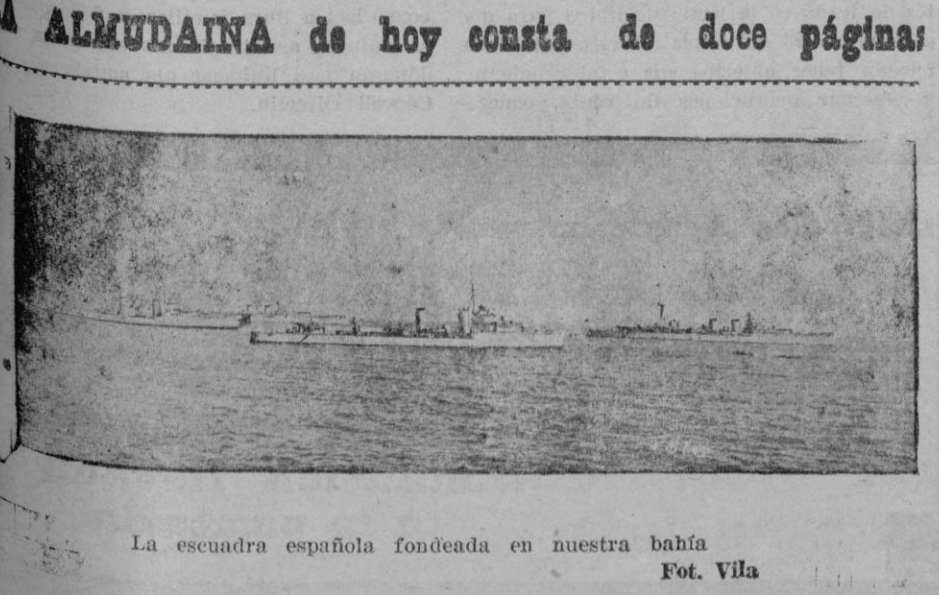 A ALMUDAINA de hoy consta de doce páginas
La escuadra española fondeada en nuestra bahía
Fot. Vila